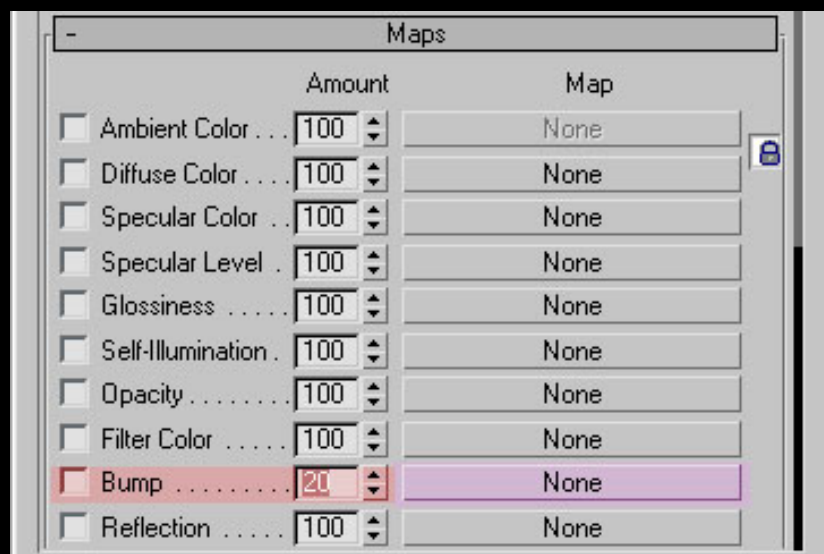 - Maps
Amount Map
Ambient Color . . . 100 None
Diffuse Color . . . . 100 None
Specular Color . . 100 None
Specular Level . 100 None
Glossiness . . . . . 100 None
Self-Illumination . 100 None
Opacity . . . . . . . . 100 None
Filter Color . . . . . 100 None
Bump . . . . . . . . . 20 None
Reflection . . . . . 100 None